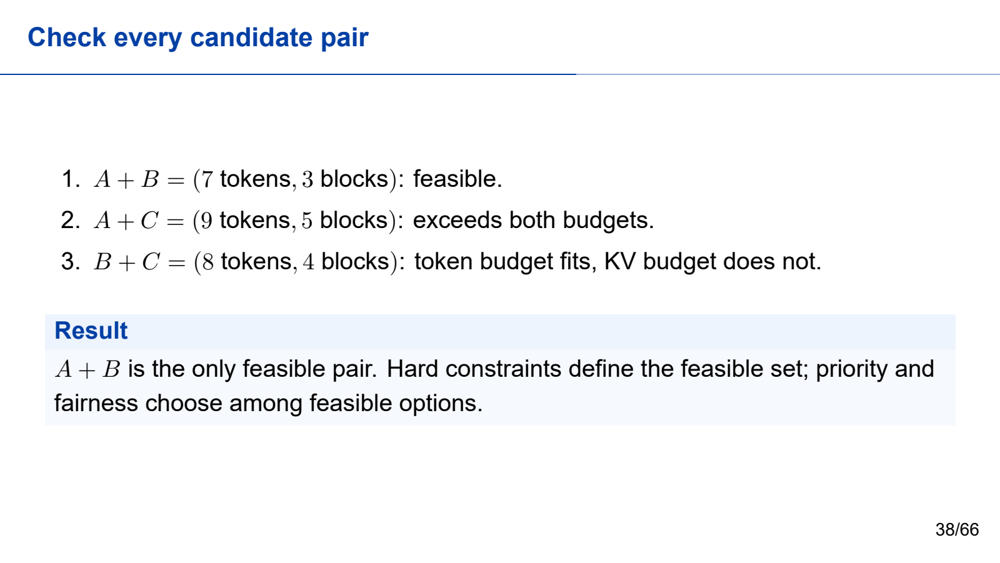 Check every candidate pair
1. A + B = (7 tokens, 3 blocks): feasible.
2. A + C = (9 tokens, 5 blocks): exceeds both budgets.
3. B + C = (8 tokens, 4 blocks): token budget fits, KV budget does not.
Result
A + B is the only feasible pair. Hard constraints define the feasible set; priority and
fairness choose among feasible options.
38/66